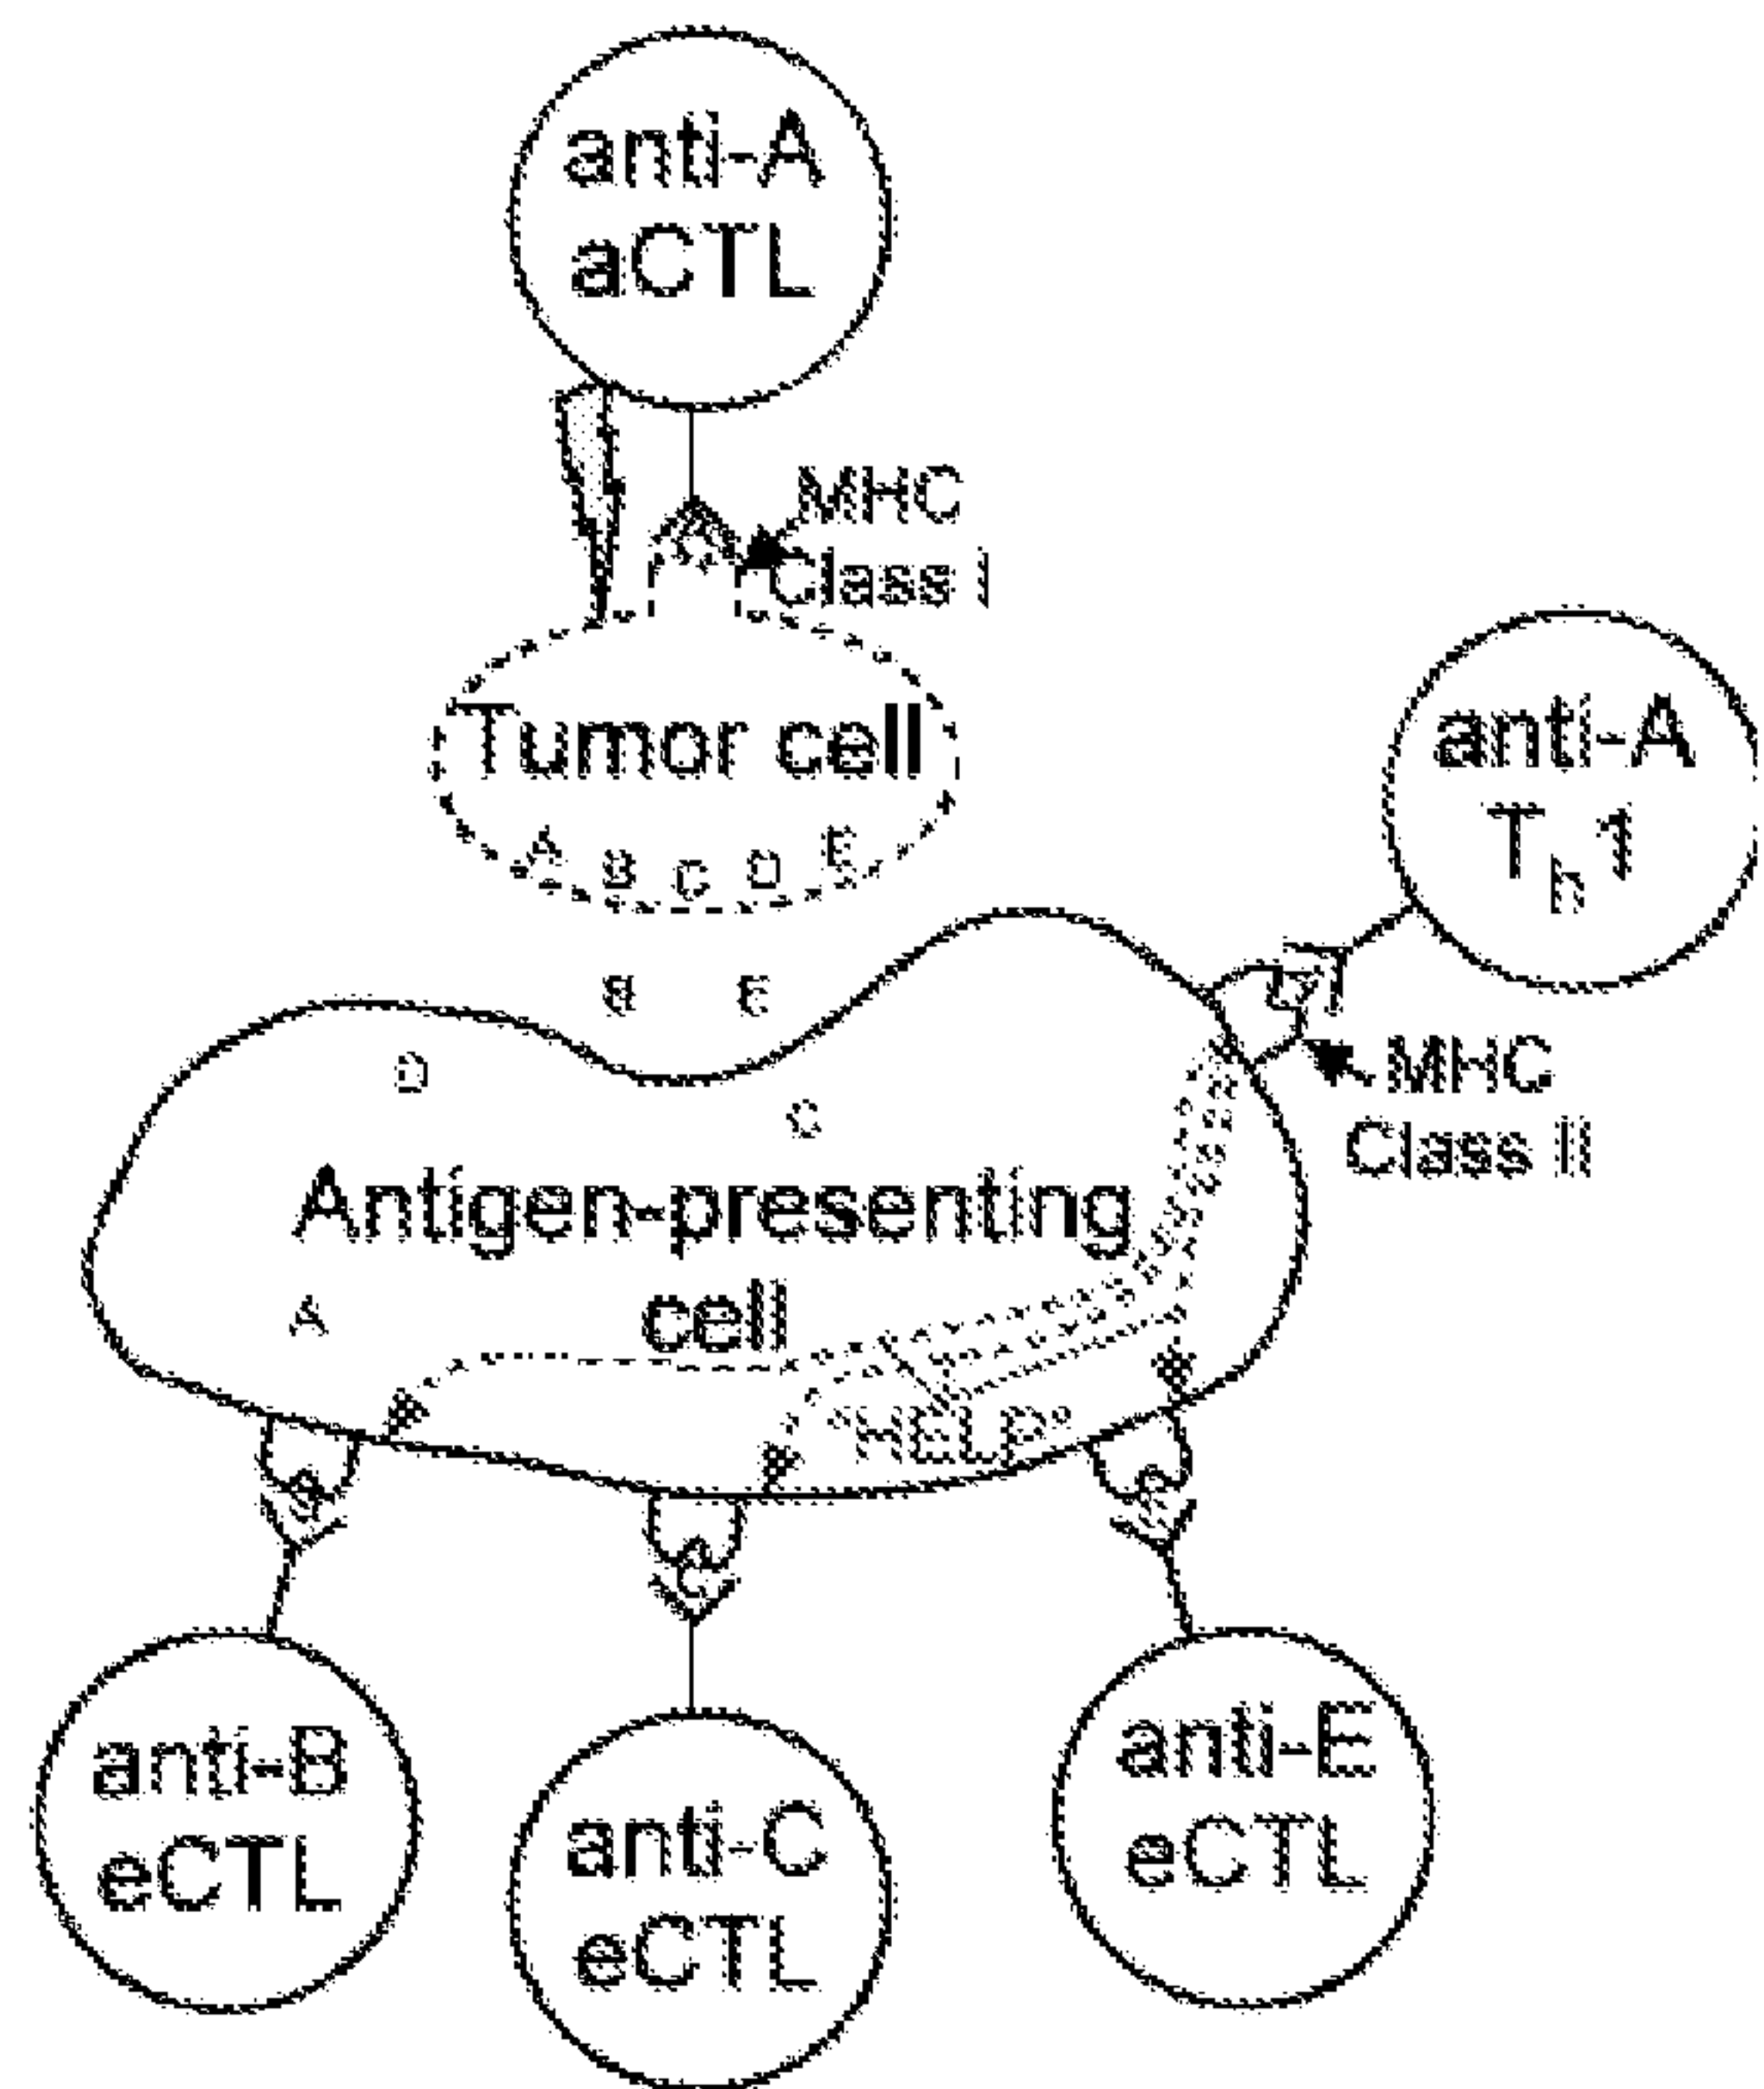 anti-A
aCTL
MHC
Class I
Tumor cell
A B C D E
anti-A
Th1
B E
D
C
MHC
Class II
Antigen-presenting
cell
A
"HELP"
C
anti-B
eCTL
anti-C
eCTL
anti-E
eCTL